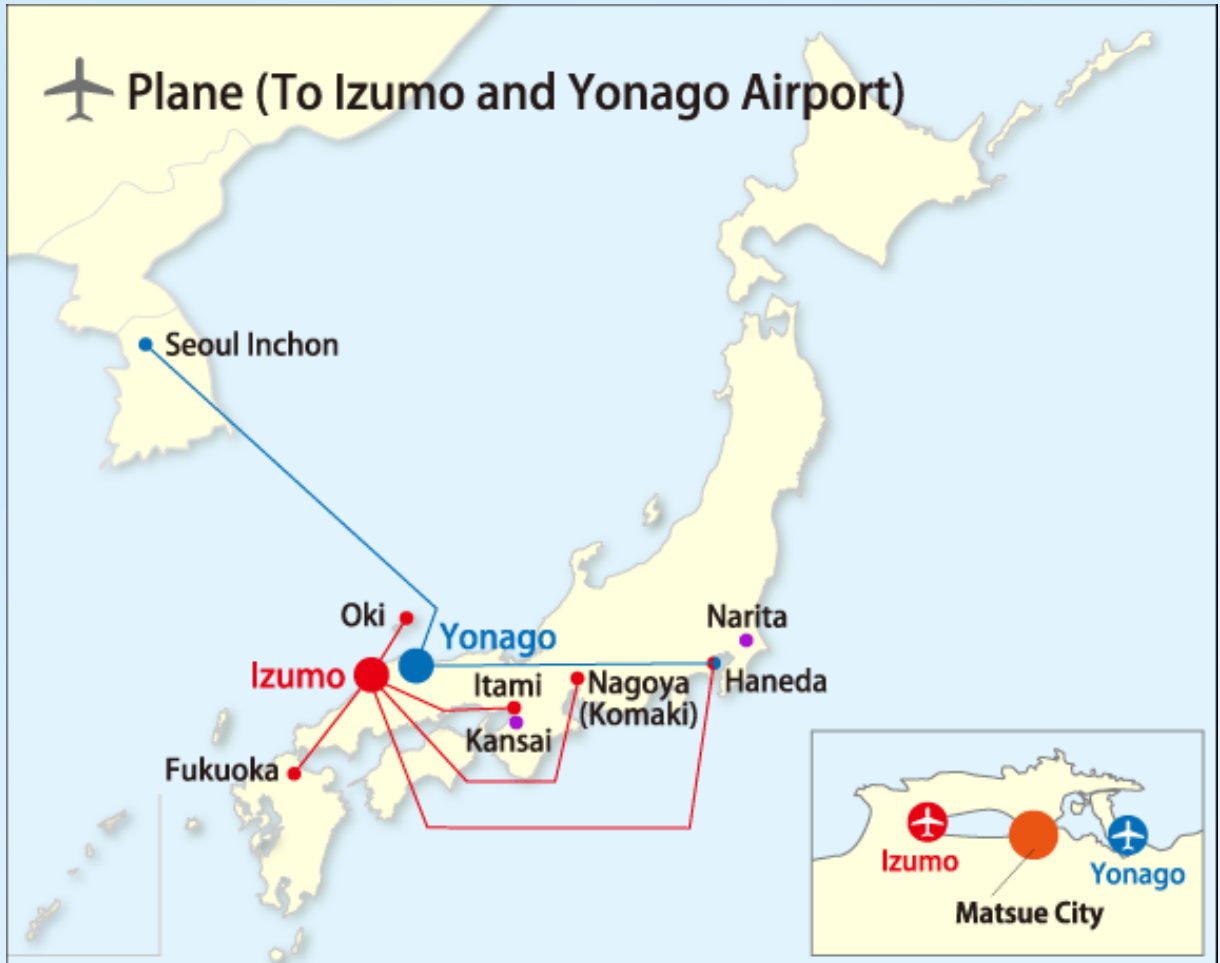 Plane (To Izumo and Yonago Airport)
Seoul Inchon
Oki
Yonago
Narita
Izumo
Itami
Nagoya
(Komaki)
Haneda
Kansai
Fukuoka
Izumo
Yonago
Matsue City